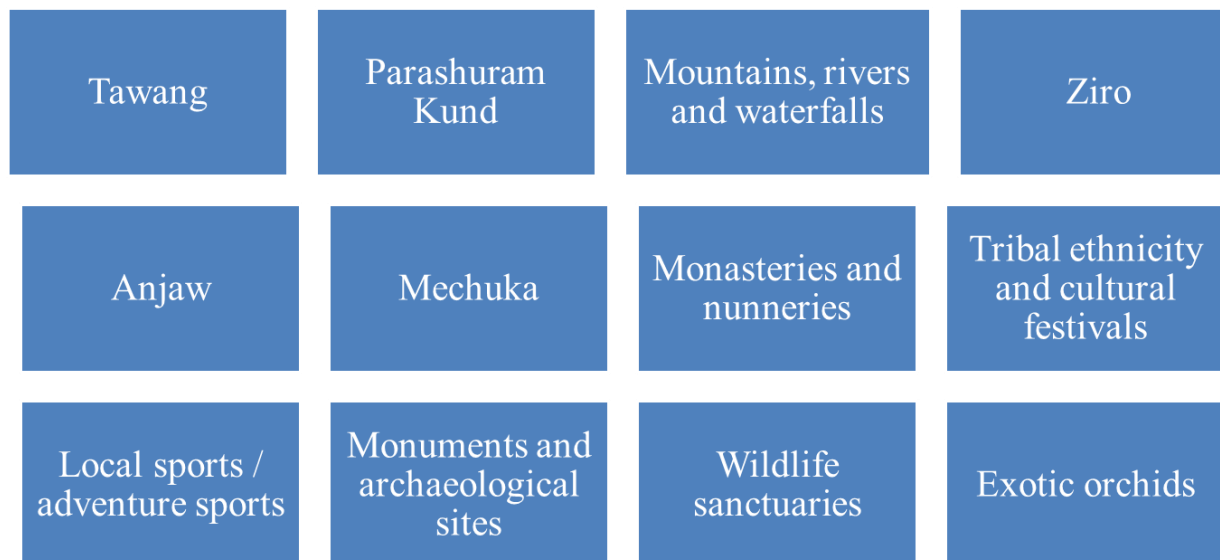 Tawang
Parashuram
Kund
Mountains, rivers
and waterfalls
Ziro
Anjaw
Mechuka
Monasteries and
nunneries
Tribal ethnicity
and cultural
festivals
Local sports /
adventure sports
Monuments and
archaeological
sites
Wildlife
sanctuaries
Exotic orchids